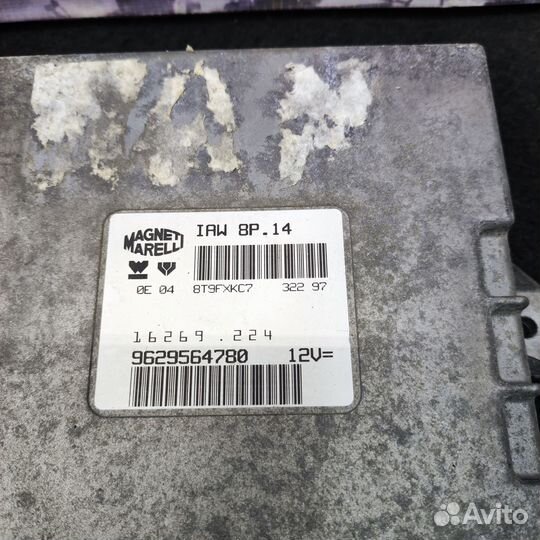 MAGNETI
MARELLI
IAW 8P.14
0E 04 8T9FXKC7 322 97
16269 .224
9629564780 12V=
Avito